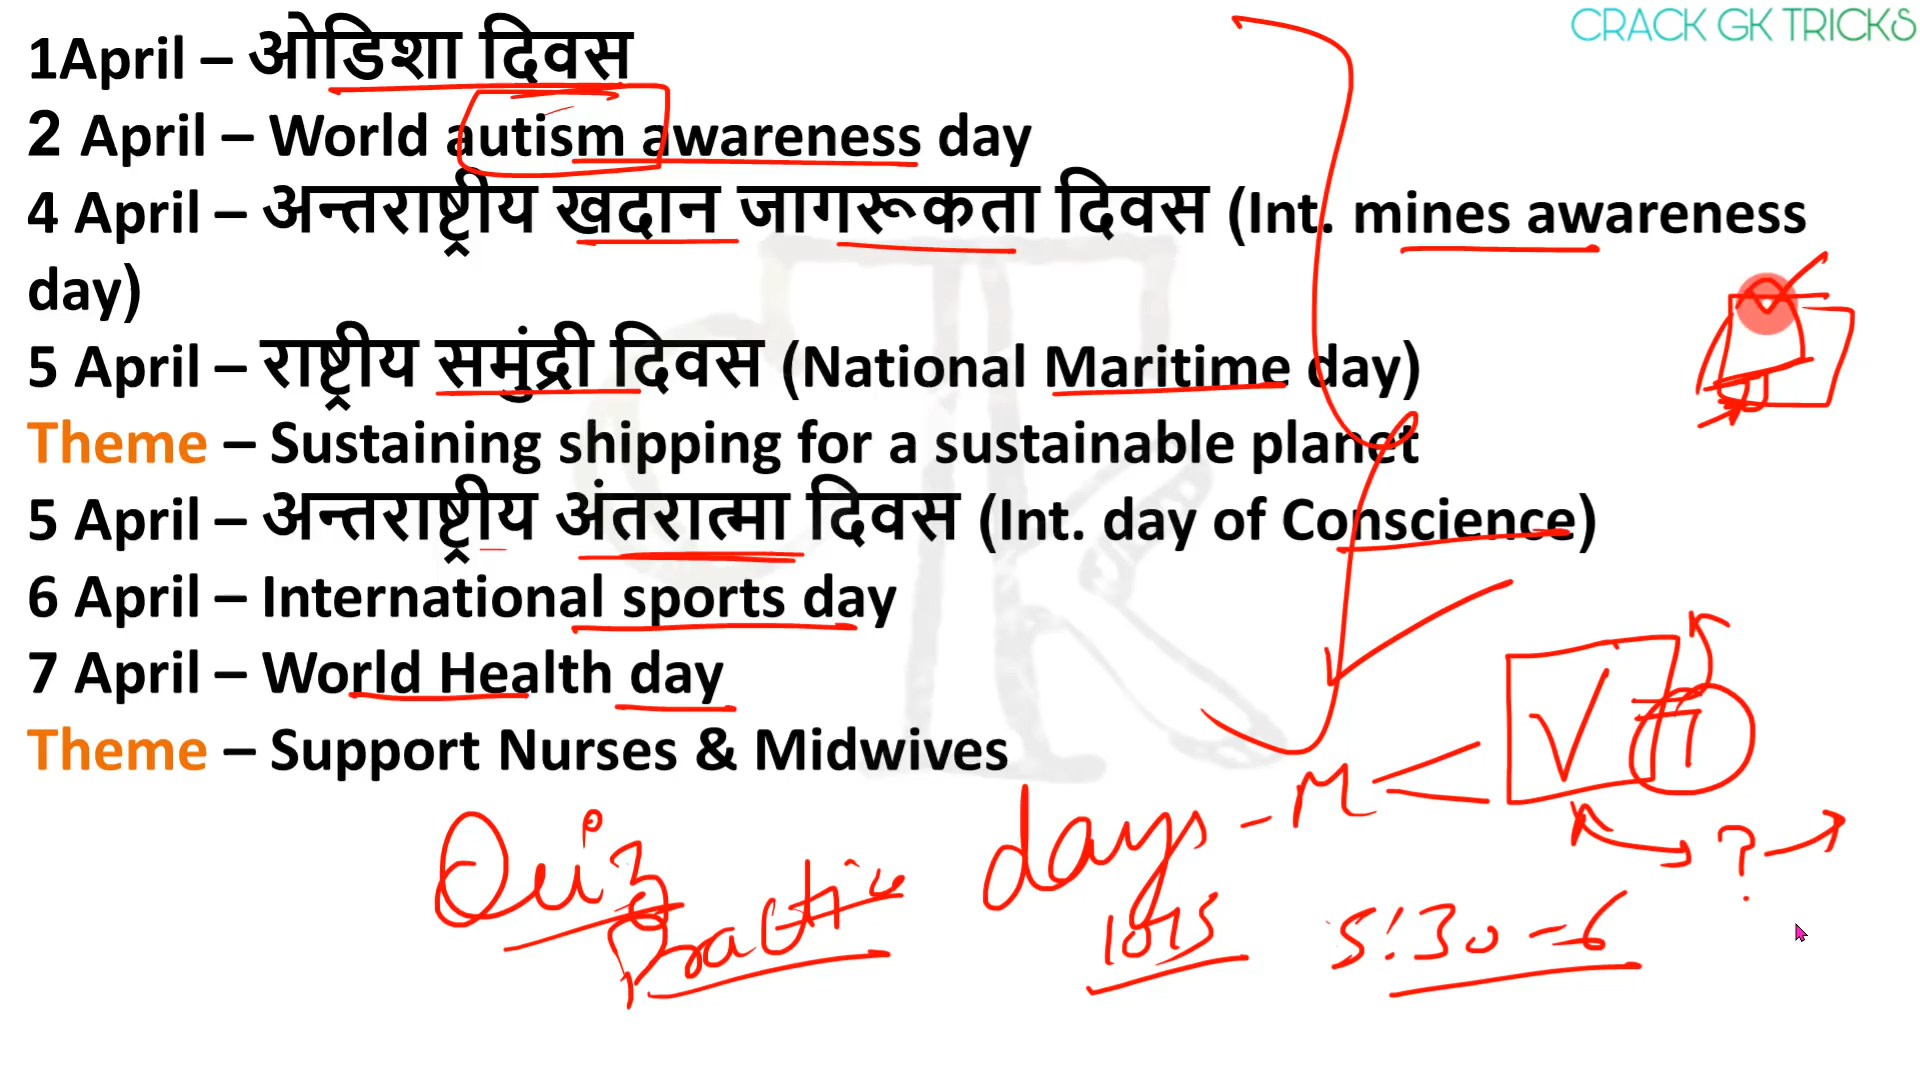 CRACK GK TRICKS
1April – ओडिशा दिवस
2 April – World autism awareness day
4 April – अन्तराष्ट्रीय खदान जागरूकता दिवस (Int. mines awareness
day)
5 April – राष्ट्रीय समुंद्री दिवस (National Maritime day)
Theme – Sustaining shipping for a sustainable planet
5 April – अन्तराष्ट्रीय अंतरात्मा दिवस (Int. day of Conscience)
6 April – International sports day
7 April – World Health day
Theme – Support Nurses & Midwives
Quiz days - M ?
5:30 - 6